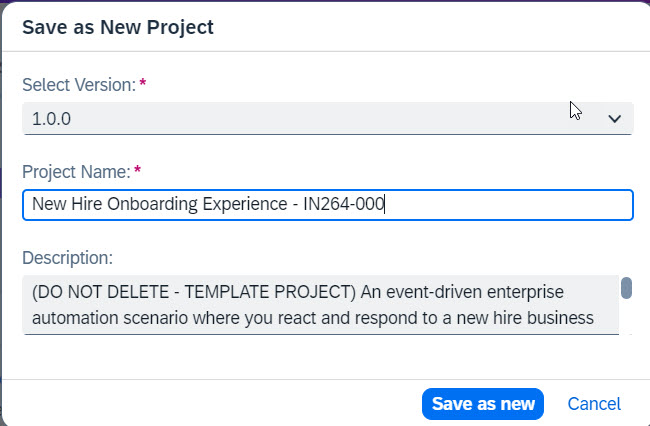 Save as New Project
Select Version: *
1.0.0
Project Name: *
New Hire Onboarding Experience - IN264-000
Description:
(DO NOT DELETE - TEMPLATE PROJECT) An event-driven enterprise
automation scenario where you react and respond to a new hire business
Save as new
Cancel